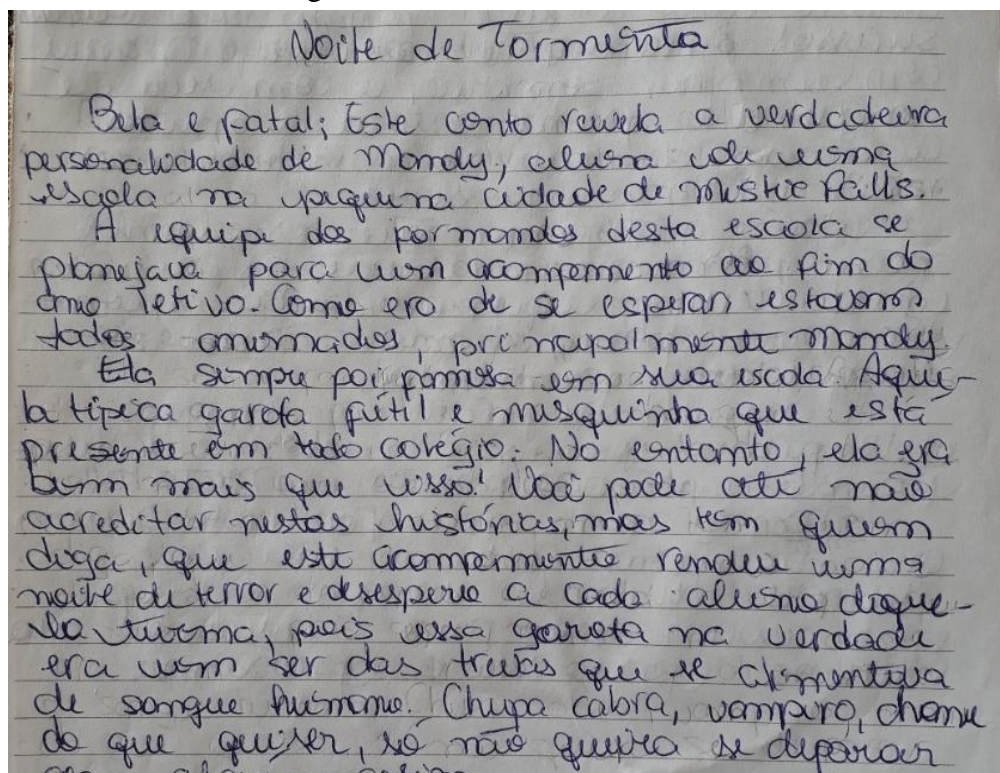 Noite de Tormenta
Bela e fatal; Este conto revela a verdadeira
personalidade de Mandy, aluna de uma
escola na pequena cidade de Mistic Falls.
A equipe dos formandos desta escola se
planejava para um acampamento ao fim do
ano letivo. Como era de se esperar estavam
todos animados, principalmente Mandy.
Ela sempre foi famosa em sua escola. Aque-
la típica garota fútil e mesquinha que está
presente em todo colégio. No entanto, ela era
bem mais que isso! Você pode até não
acreditar nestas histórias, mas tem quem
diga, que este acampamento rendeu uma
noite de terror e desespero a cada aluno daque-
la turma, pois essa garota na verdade
era um ser das trevas que se alimentava
de sangue humano. Chupa cabra, vampiro, chame
do que quiser, só não queira se deparar